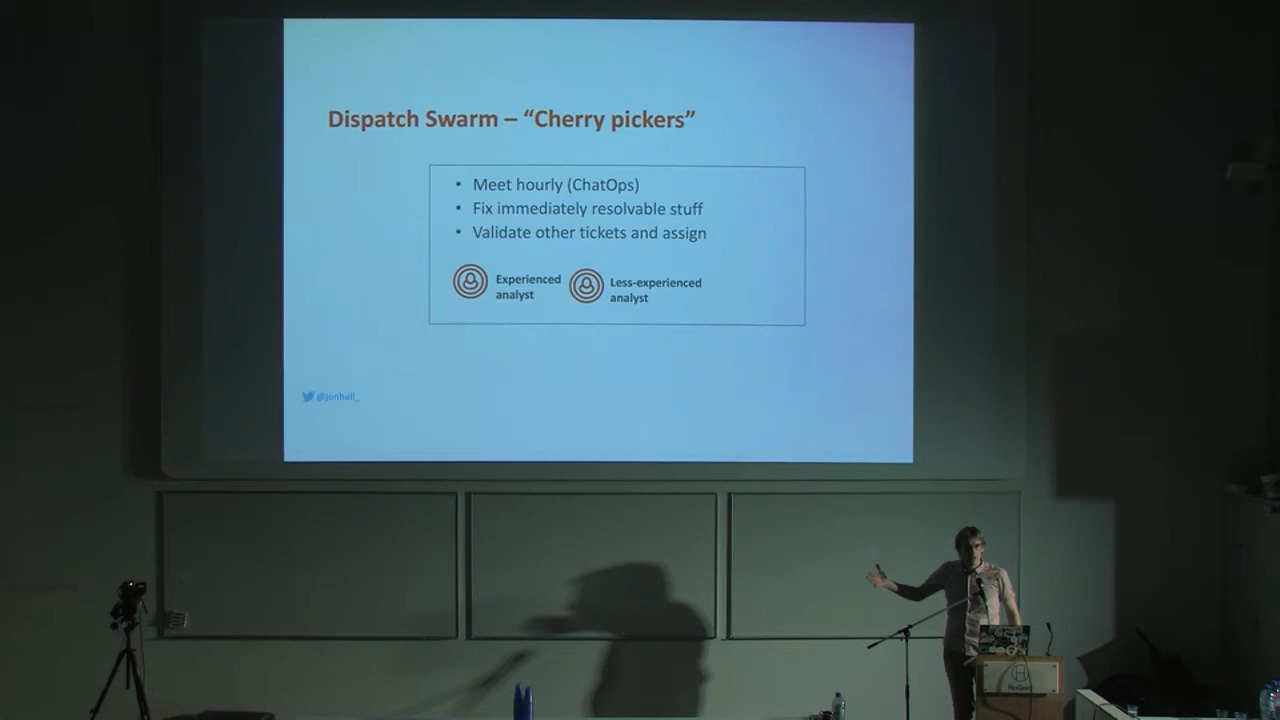 Dispatch Swarm – “Cherry pickers”
• Meet hourly (ChatOps)
• Fix immediately resolvable stuff
• Validate other tickets and assign
Experienced
analyst
Less-experienced
analyst
@jonhall_